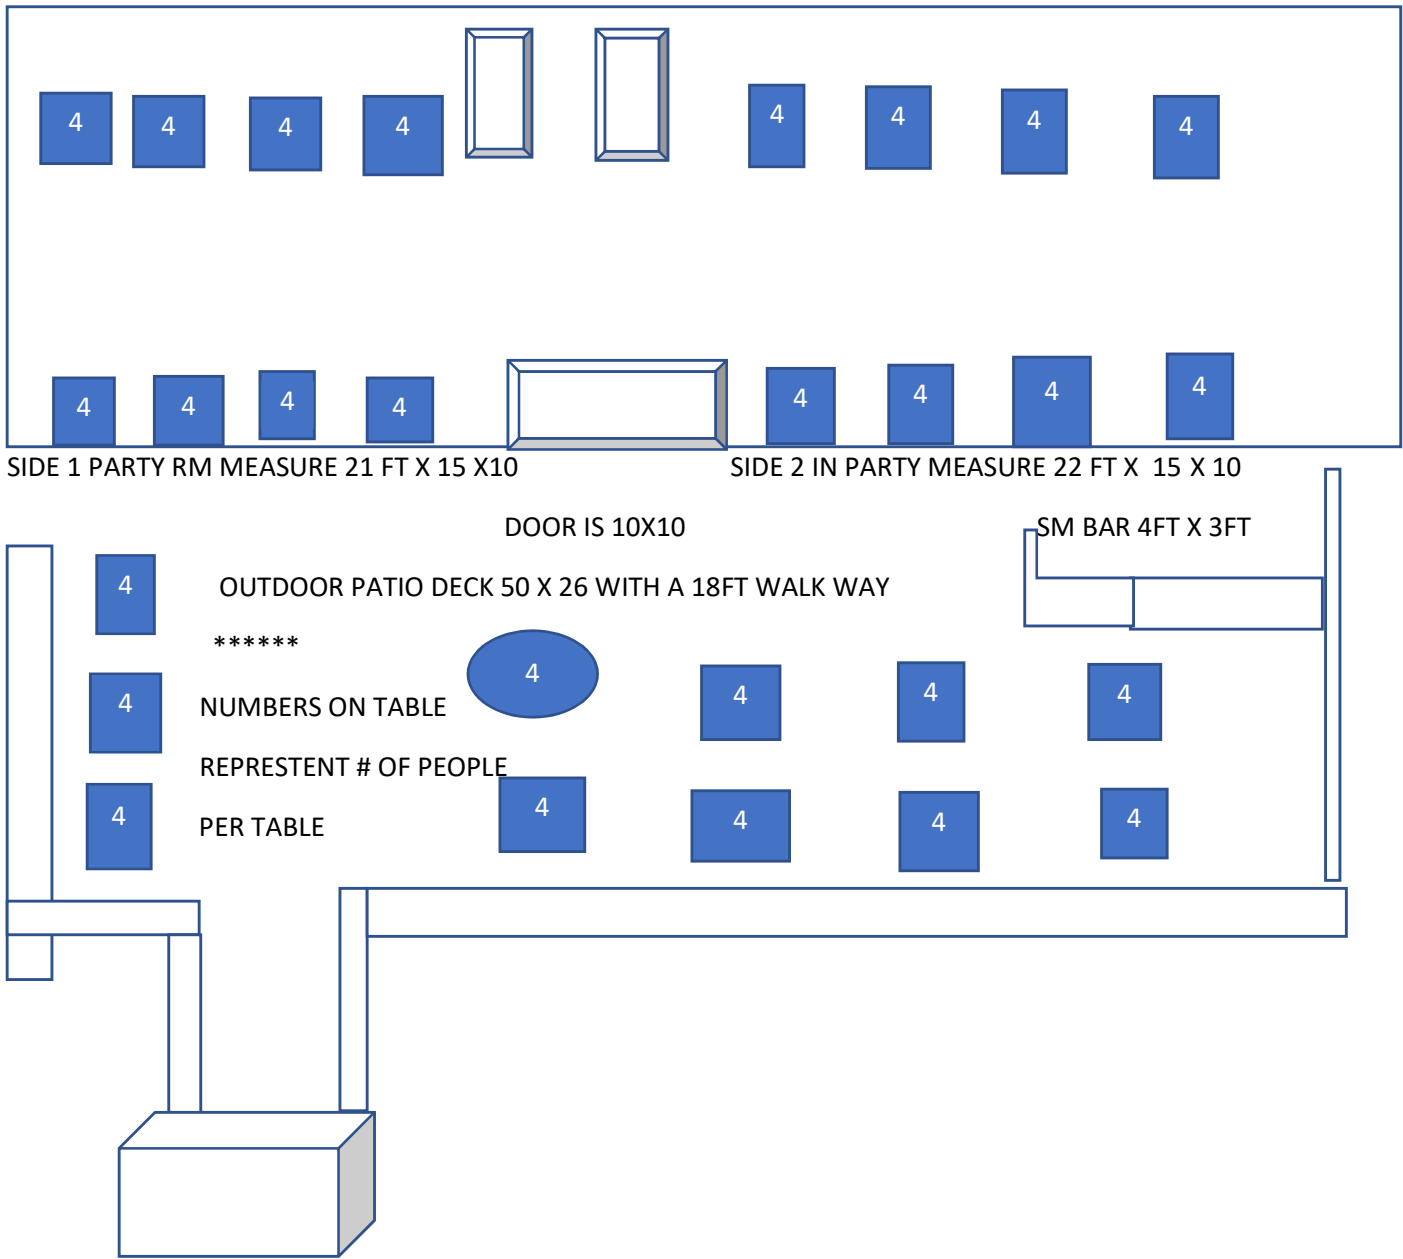 4 4 4 4 4 4 4 4
4 4 4 4 4 4 4 4
SIDE 1 PARTY RM MEASURE 21 FT X 15 X10 SIDE 2 IN PARTY MEASURE 22 FT X 15 X 10
DOOR IS 10X10 SM BAR 4FT X 3FT
4 OUTDOOR PATIO DECK 50 X 26 WITH A 18FT WALK WAY
******
4 4 4 4
4 NUMBERS ON TABLE
REPRESTENT # OF PEOPLE
4 4 4 4
4 PER TABLE